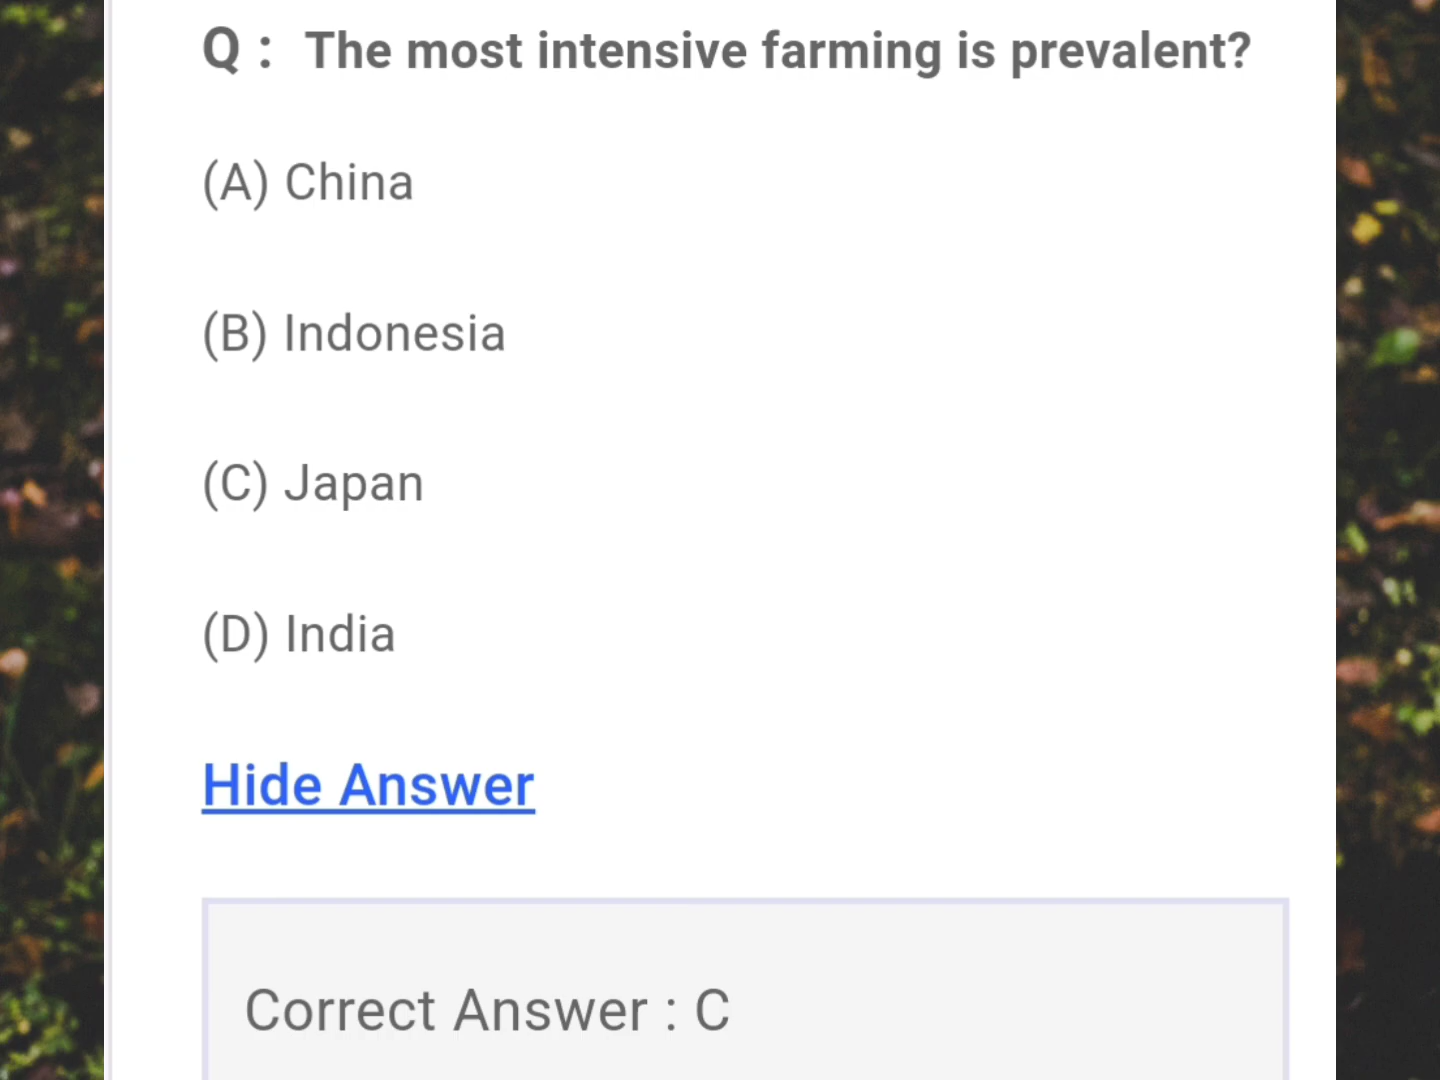 Q : The most intensive farming is prevalent?
(A) China
(B) Indonesia
(C) Japan
(D) India
Hide Answer
Correct Answer : C